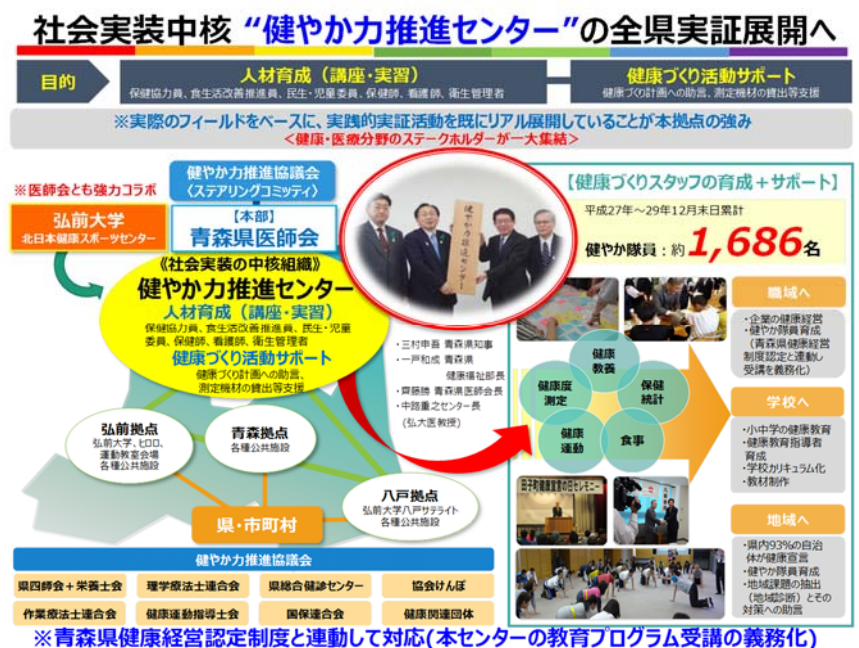 社会実装中核 “健やか力推進センター”の全県実証展開へ
目的
人材育成（講座・実習）
保健協力員、食生活改善推進員、民生・児童委員、保健師、看護師、衛生管理者
健康づくり活動サポート
健康づくり計画への助言、測定機材の貸出等支援
※実際のフィールドをベースに、実践的実証活動を既にリアル展開していることが本拠点の強み
＜健康・医療分野のステークホルダーが一大集結＞
※医師会とも強力コラボ
弘前大学
北日本健康スポーツセンター
健やか力推進協議会
〈ステアリングコミッティ〉
【本部】
青森県医師会
《社会実装の中核組織》
健やか力推進センター
人材育成（講座・実習）
保健協力員、食生活改善推進員、民生・児童
委員、保健師、看護師、衛生管理者
健康づくり活動サポート
健康づくり計画への助言、
測定機材の貸出等支援
健やか力推進センター
・三村申吾 青森県知事
・一戸和成 青森県
健康福祉部長
・齊藤勝 青森県医師会長
・中路重之センター長
（弘大医教授）
弘前拠点
弘前大学、ヒロロ、
運動教室会場
各種公共施設
青森拠点
各種公共施設
八戸拠点
弘前大学八戸サテライト
各種公共施設
県・市町村
健やか力推進協議会
県四師会＋栄養士会
理学療法士連合会
県総合健診センター
協会けんぽ
作業療法士連合会
健康運動指導士会
国保連合会
健康関連団体
【健康づくりスタッフの育成＋サポート】
平成27年～29年12月末日累計
健やか隊員：約1,686名
健康
教養
健康度
測定
保健
統計
健康
運動
食事
田子町健康宣言の日セレモニー
職域へ
・企業の健康経営
・健やか隊員育成
（青森県健康経営
制度認定と連動し
受講を義務化）
学校へ
・小中学の健康教育
・健康教育指導者
育成
・学校カリキュラム化
・教材制作
地域へ
・県内93%の自治
体が健康宣言
・健やか隊員育成
・地域課題の抽出
（地域診断）とその
対策への助言
※青森県健康経営認定制度と連動して対応(本センターの教育プログラム受講の義務化)